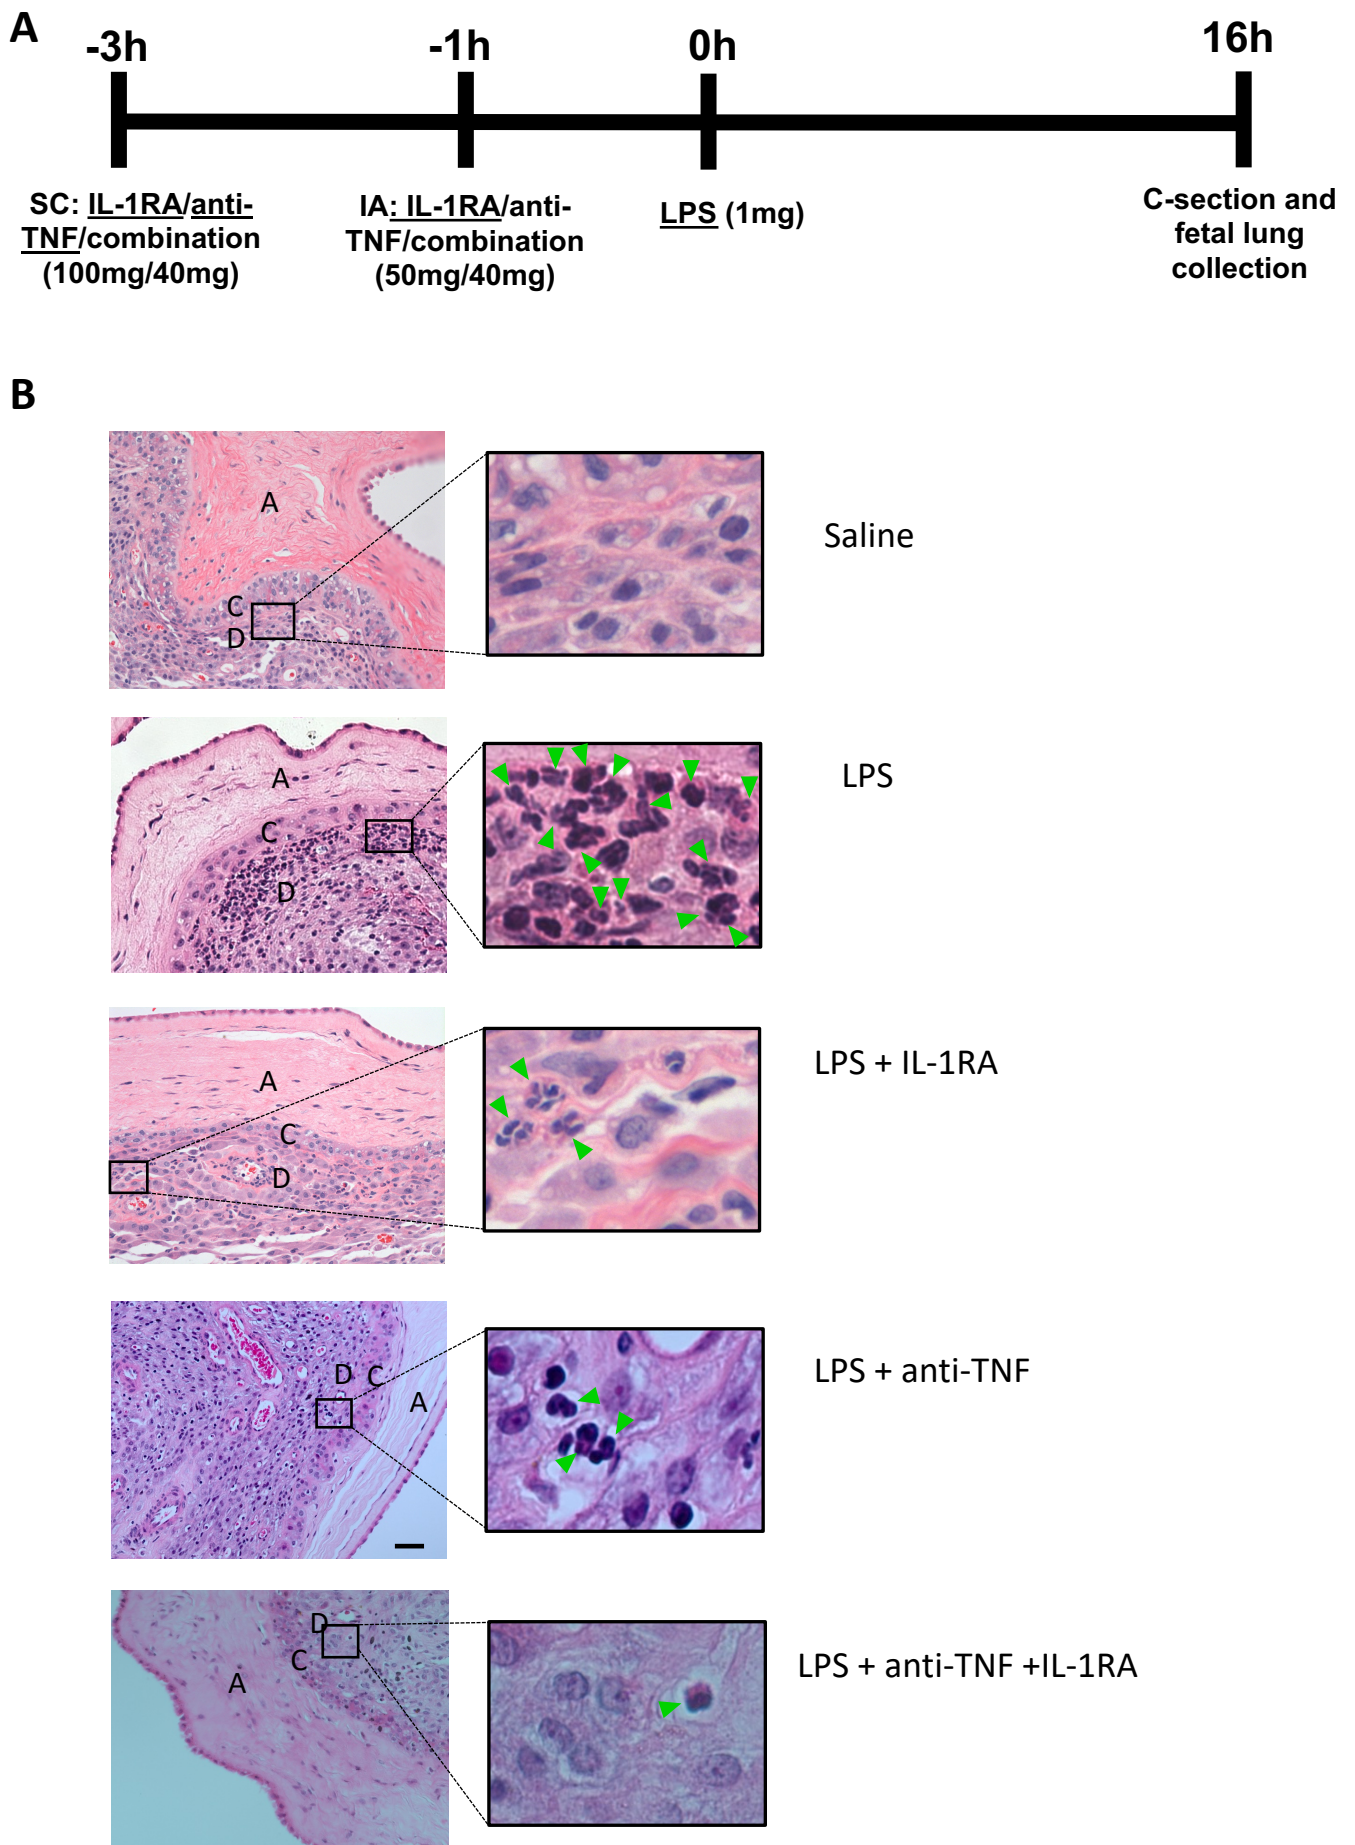 A
-3h
-1h
0h
16h
SC: IL-1RA/anti-
TNF/combination
(100mg/40mg)
IA: IL-1RA/anti-
TNF/combination
(50mg/40mg)
LPS (1mg)
C-section and
fetal lung
collection
B
A
C
D
Saline
A
C
D
LPS
A
C
D
LPS + IL-1RA
D
C
A
LPS + anti-TNF
D
C
A
LPS + anti-TNF +IL-1RA